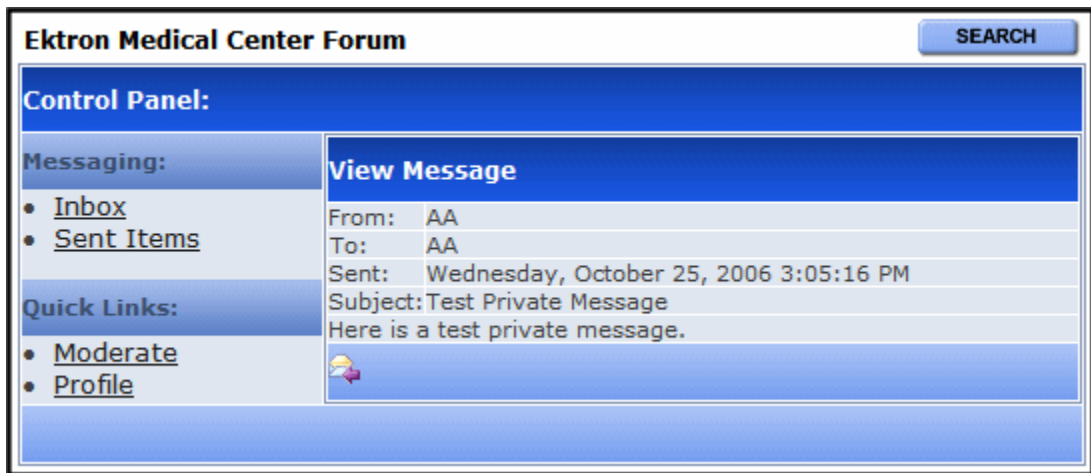 Ektron Medical Center Forum
SEARCH
Control Panel:
Messaging:
• Inbox
• Sent Items
Quick Links:
• Moderate
• Profile
View Message
From: AA
To: AA
Sent: Wednesday, October 25, 2006 3:05:16 PM
Subject: Test Private Message
Here is a test private message.